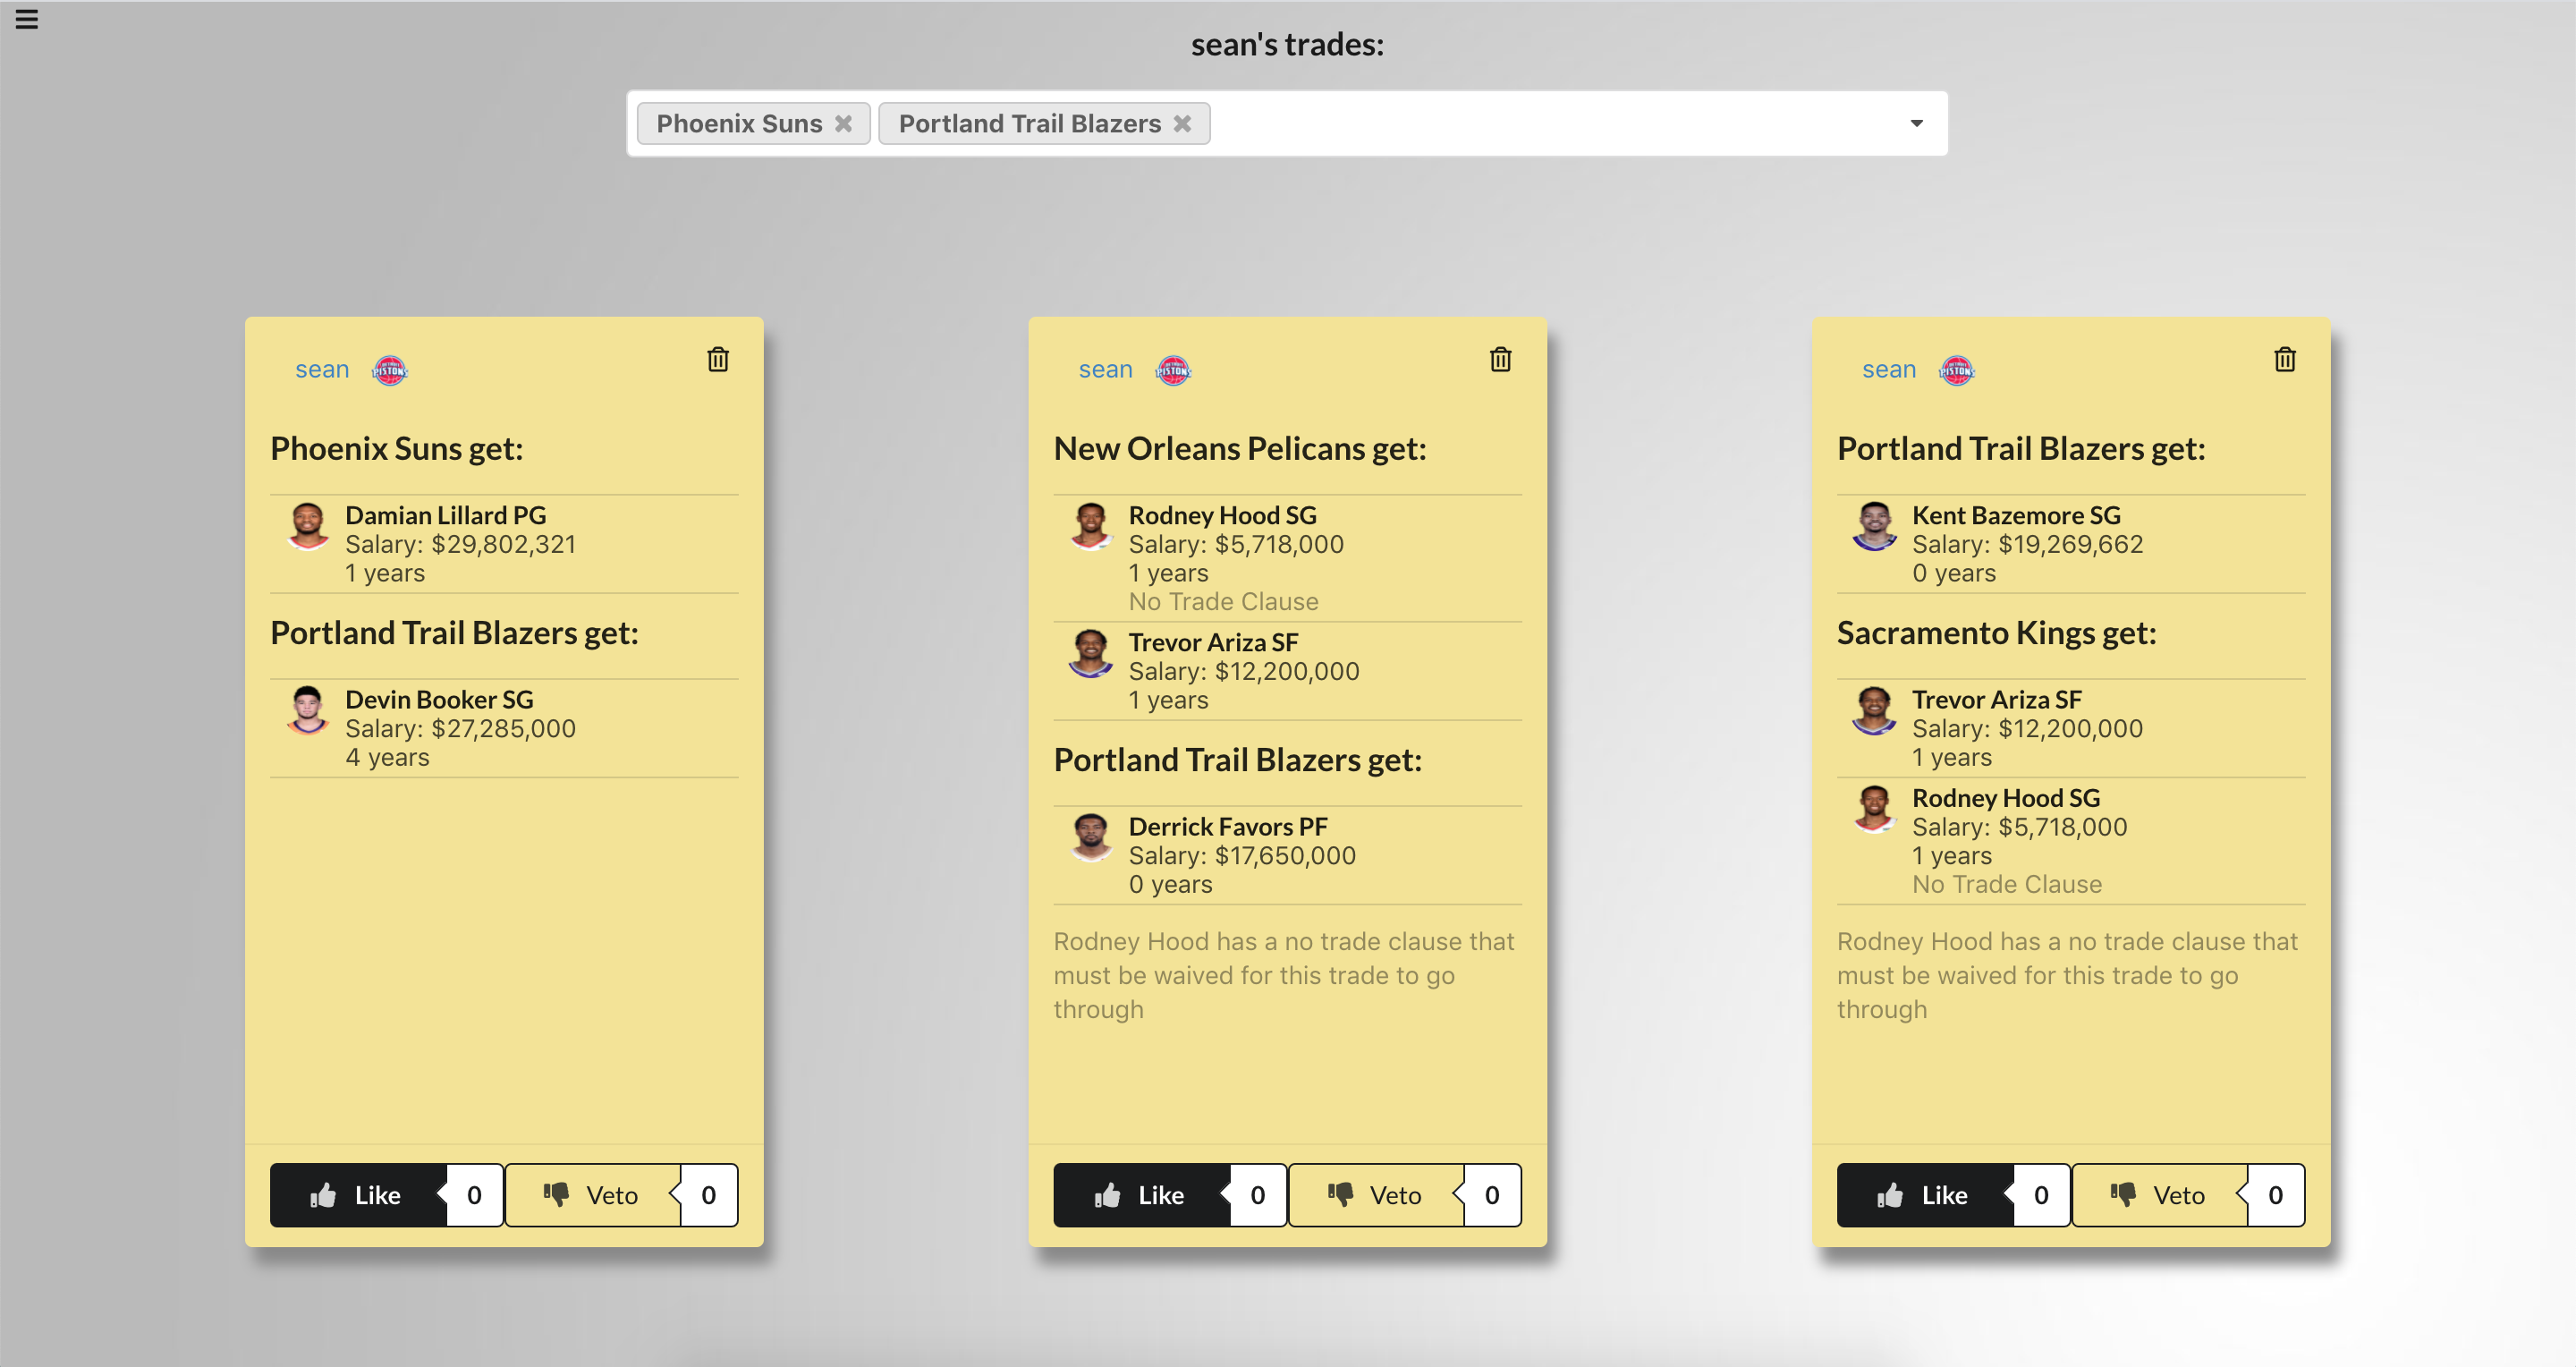 sean's trades:
Phoenix Suns
Portland Trail Blazers
sean
PISTONS
Phoenix Suns get:
Damian Lillard PG
Salary: $29,802,321
1 years
Portland Trail Blazers get:
Devin Booker SG
Salary: $27,285,000
4 years
Like
0
Veto
0
sean
PISTONS
New Orleans Pelicans get:
Rodney Hood SG
Salary: $5,718,000
1 years
No Trade Clause
Trevor Ariza SF
Salary: $12,200,000
1 years
Portland Trail Blazers get:
Derrick Favors PF
Salary: $17,650,000
0 years
Rodney Hood has a no trade clause that
must be waived for this trade to go
through
Like
0
Veto
0
sean
PISTONS
Portland Trail Blazers get:
Kent Bazemore SG
Salary: $19,269,662
0 years
Sacramento Kings get:
Trevor Ariza SF
Salary: $12,200,000
1 years
Rodney Hood SG
Salary: $5,718,000
1 years
No Trade Clause
Rodney Hood has a no trade clause that
must be waived for this trade to go
through
Like
0
Veto
0